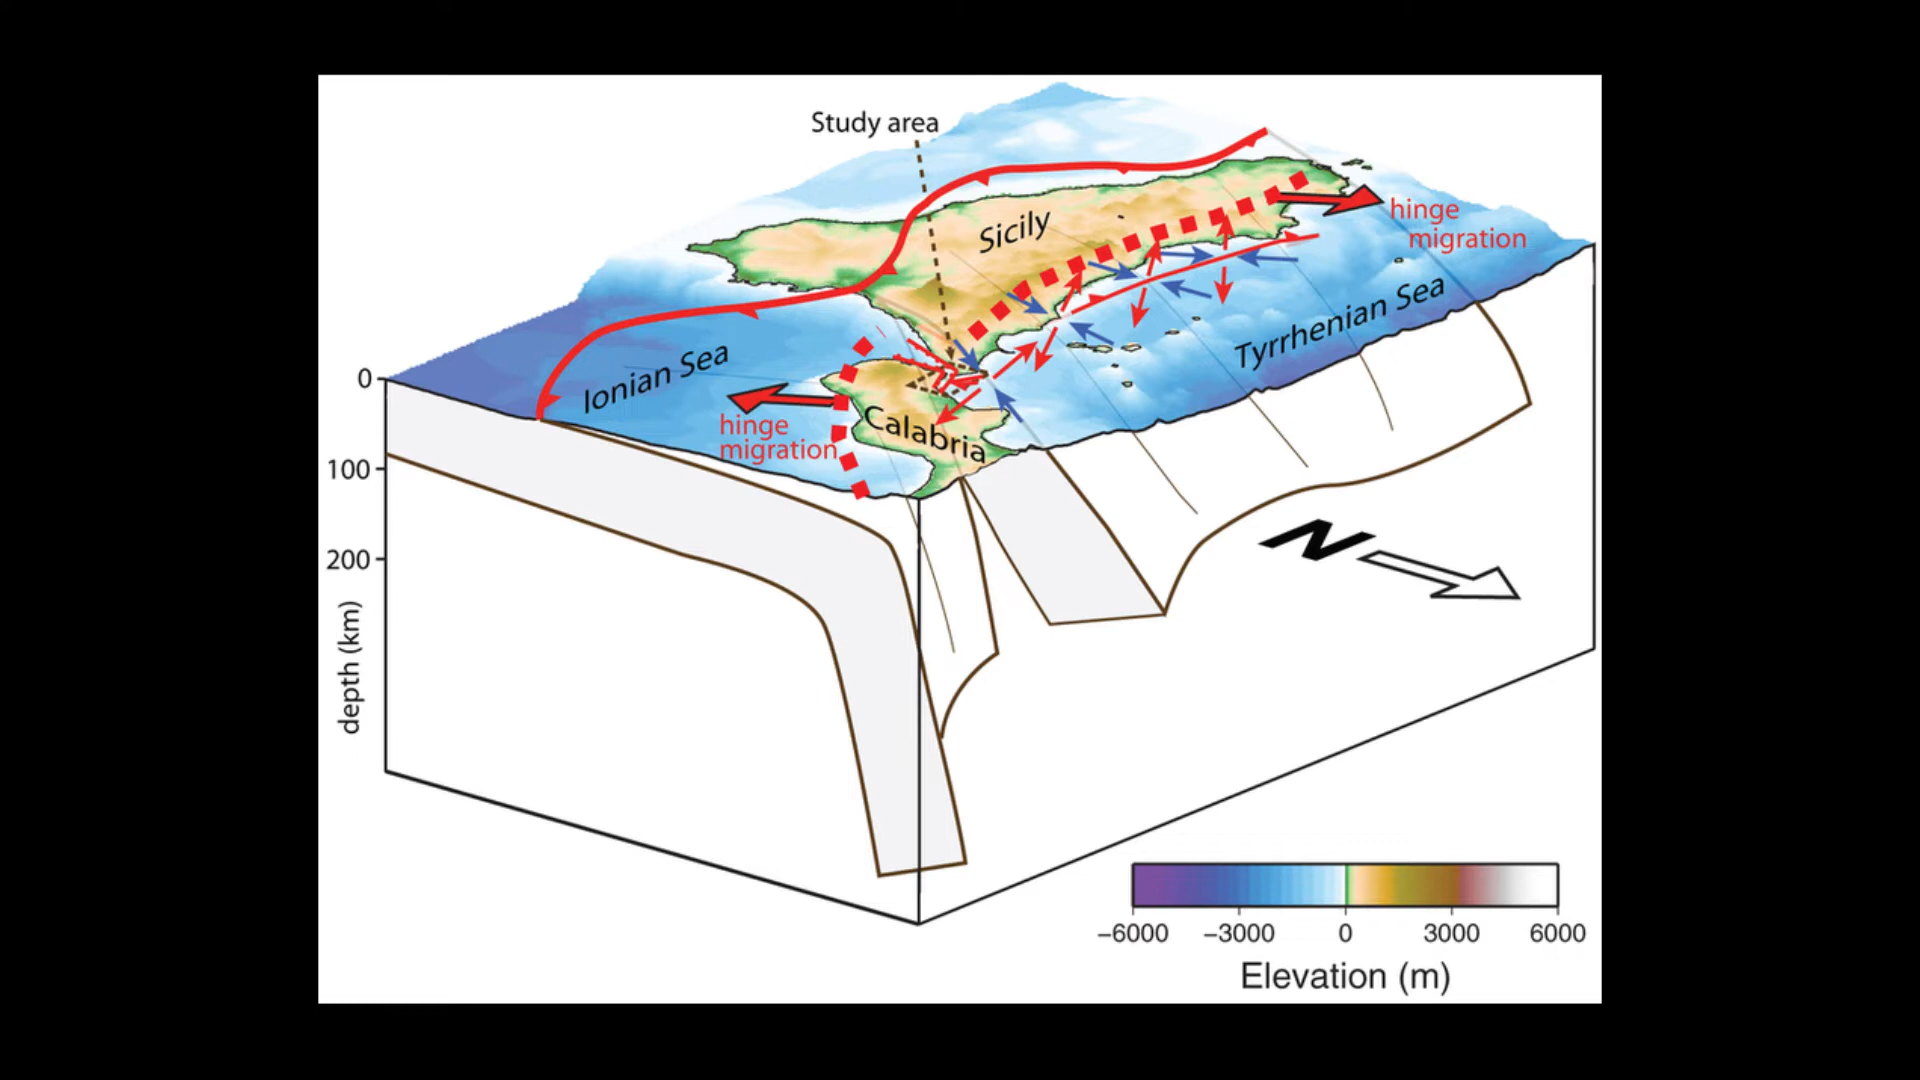 Study area
Sicily
hinge
migration
Tyrrhenian Sea
Ionian Sea
hinge
migration
Calabria
0
100
200
depth (km)
N
−6000 −3000 0 3000 6000
Elevation (m)